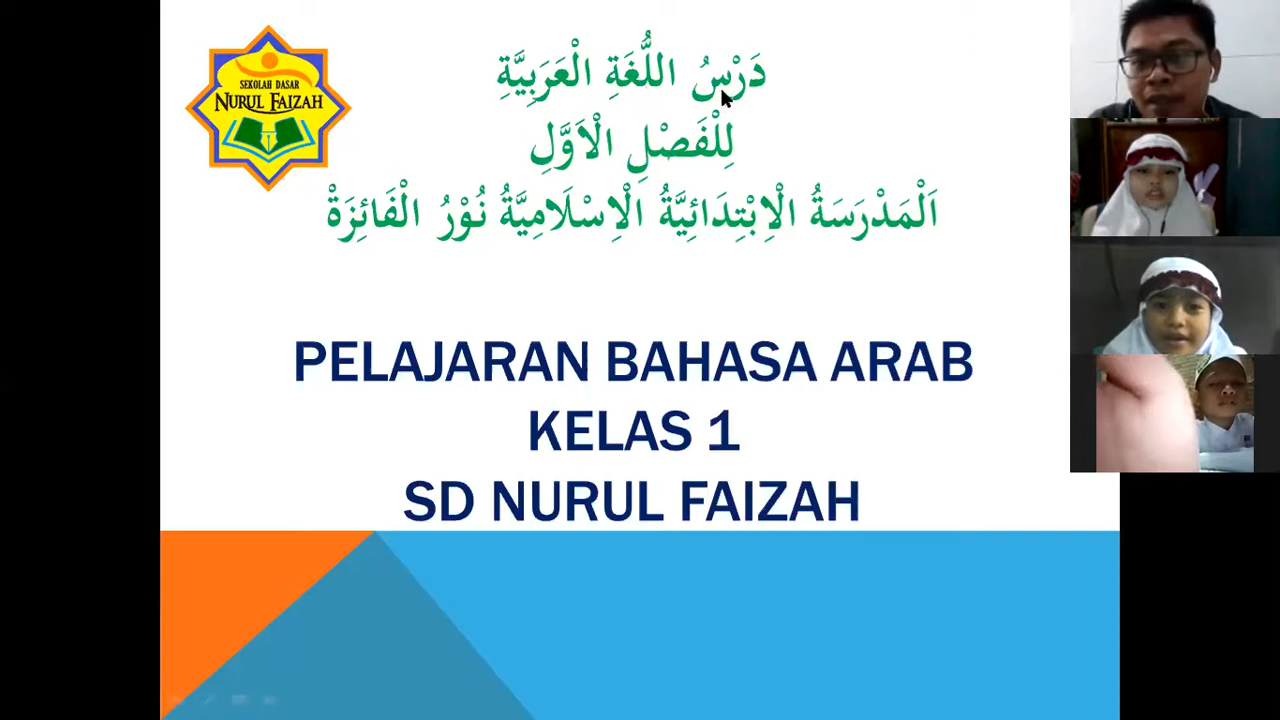 SEKOLAH DASAR
NURUL FAIZAH
دَرْسُ اللُّغَةِ الْعَرَبِيَّةِ
لِلْفَصْلِ الْاَوَّلِ
اَلْمَدْرَسَةُ الْاِبْتِدَائِيَّةُ الْاِسْلَامِيَّةُ نُوْرُ الْفَائِزَةْ
PELAJARAN BAHASA ARAB
KELAS 1
SD NURUL FAIZAH